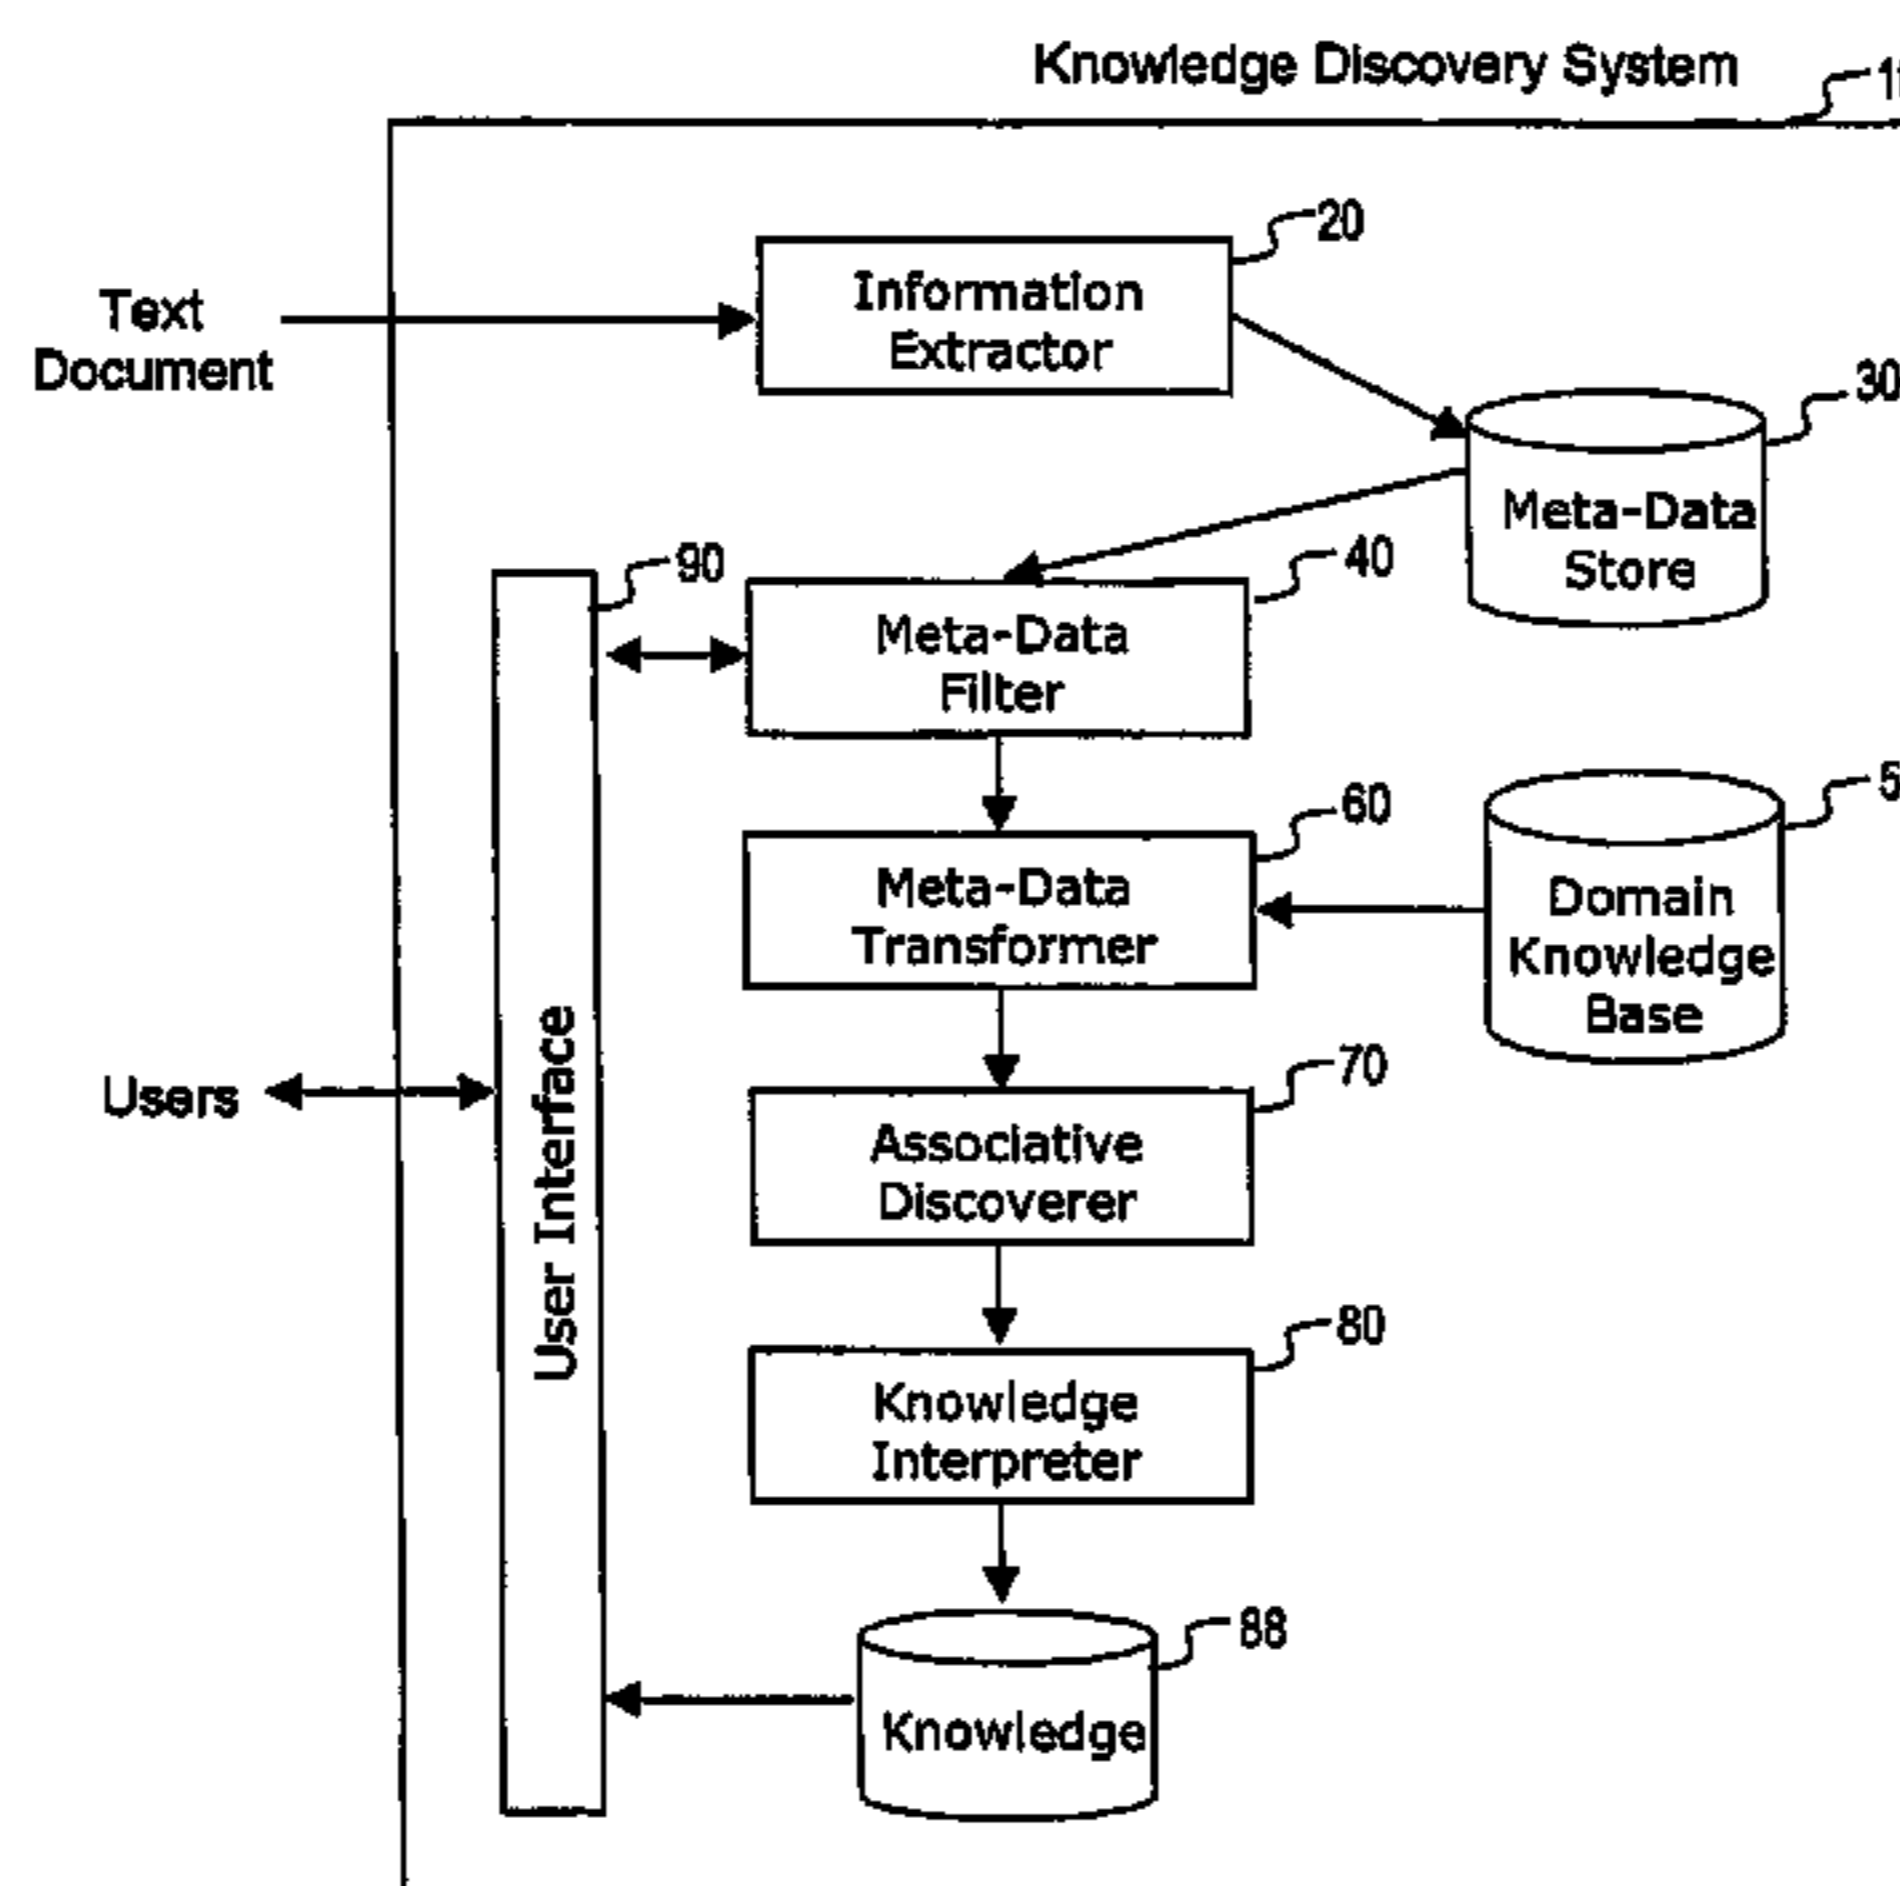 Knowledge Discovery System
20
Information
Extractor
Text
Document
30
Meta-Data
Store
90
40
Meta-Data
Filter
60
Meta-Data
Transformer
Domain
Knowledge
Base
Users
User Interface
70
Associative
Discoverer
80
Knowledge
Interpreter
88
Knowledge